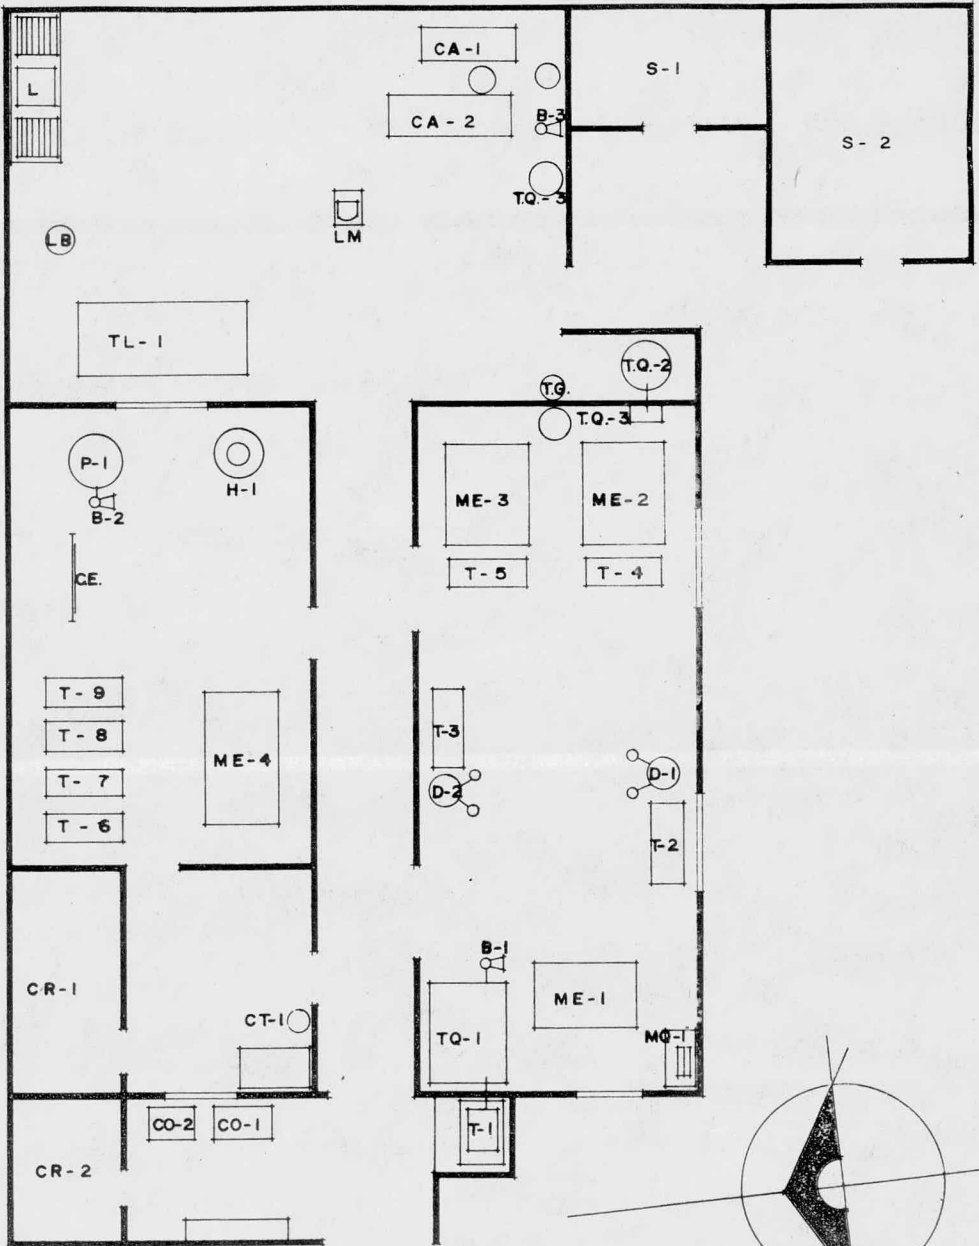 CA-1
L
S-1
CA-2
B-3
S-2
T.Q.-3
LM
LB
TL-1
T.Q.-2
T.G.
T.Q.-3
P-1
H-1
ME-3
ME-2
B-2
C.E.
T-5
T-4
T-9
T-3
T-8
ME-4
D-1
T-7
D-2
T-6
T-2
B-1
CR-1
ME-1
CT-1
TQ-1
MQ-1
CO-2
CO-1
T-1
CR-2